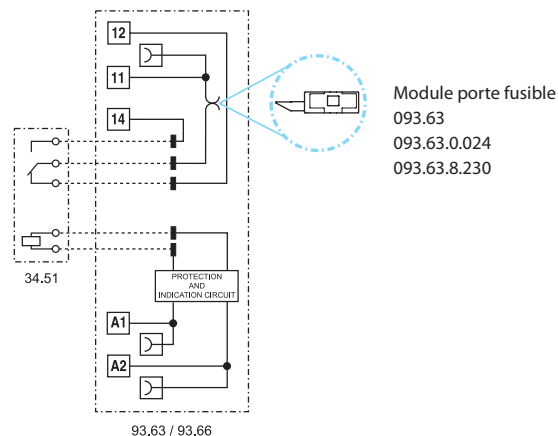 12
11
14
34.51
PROTECTION
AND
INDICATION CIRCUIT
A1
A2
93.63 / 93.66
Module porte fusible
093.63
093.63.0.024
093.63.8.230